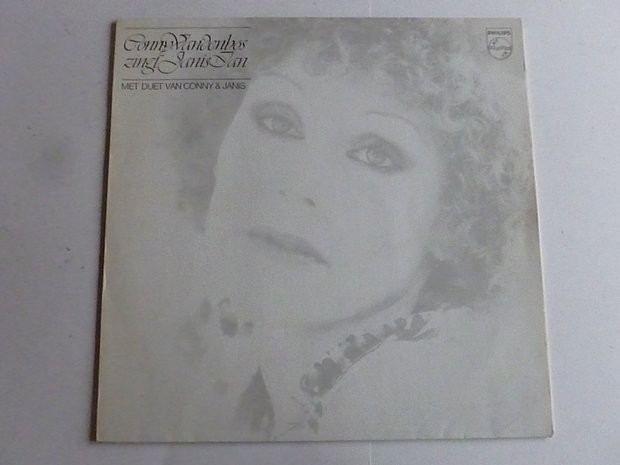 Conny Vandenbos
zingt Janis Ian
MET DUET VAN CONNY & JANIS
PHILIPS